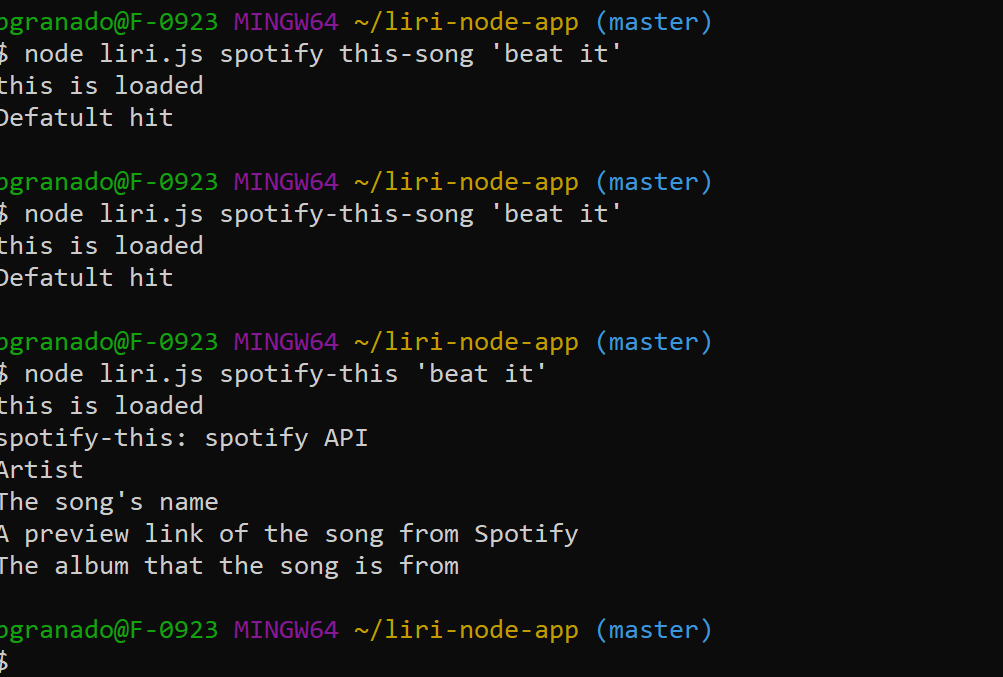 pgranado@F-0923 MINGW64 ~/liri-node-app (master)
$ node liri.js spotify this-song 'beat it'
this is loaded
Defatult hit
pgranado@F-0923 MINGW64 ~/liri-node-app (master)
$ node liri.js spotify-this-song 'beat it'
this is loaded
Defatult hit
pgranado@F-0923 MINGW64 ~/liri-node-app (master)
$ node liri.js spotify-this 'beat it'
this is loaded
spotify-this: spotify API
Artist
The song's name
A preview link of the song from Spotify
The album that the song is from
pgranado@F-0923 MINGW64 ~/liri-node-app (master)
$